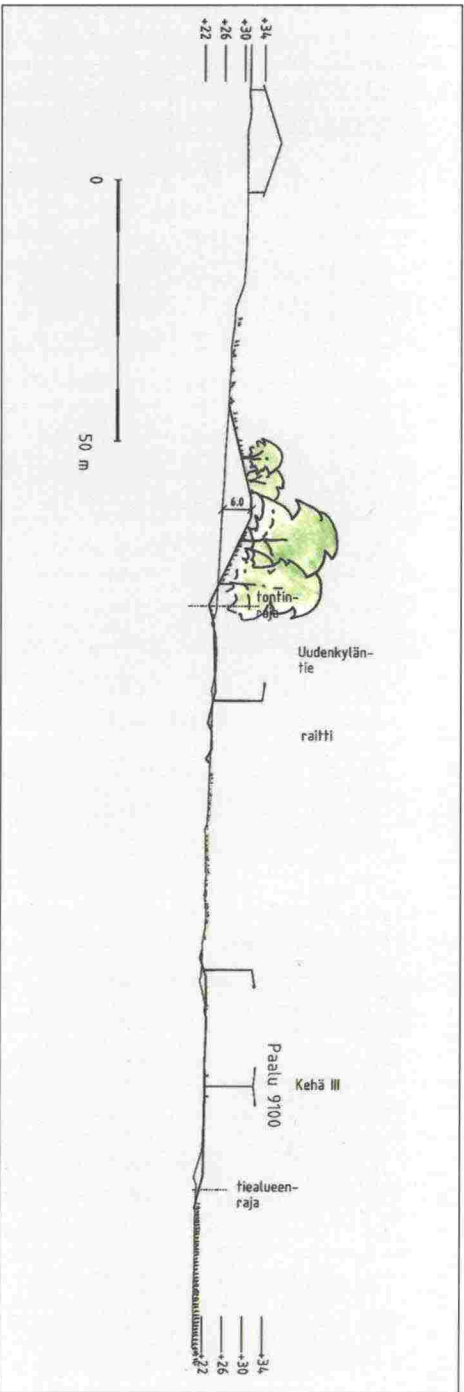 +34
+30
+26
+22
0
50 m
6.0
tontin-
raja
Uudenkylän-
tie
raitti
Paalu 9100
Kehä III
tiealueen-
raja
+34
+30
+26
+22